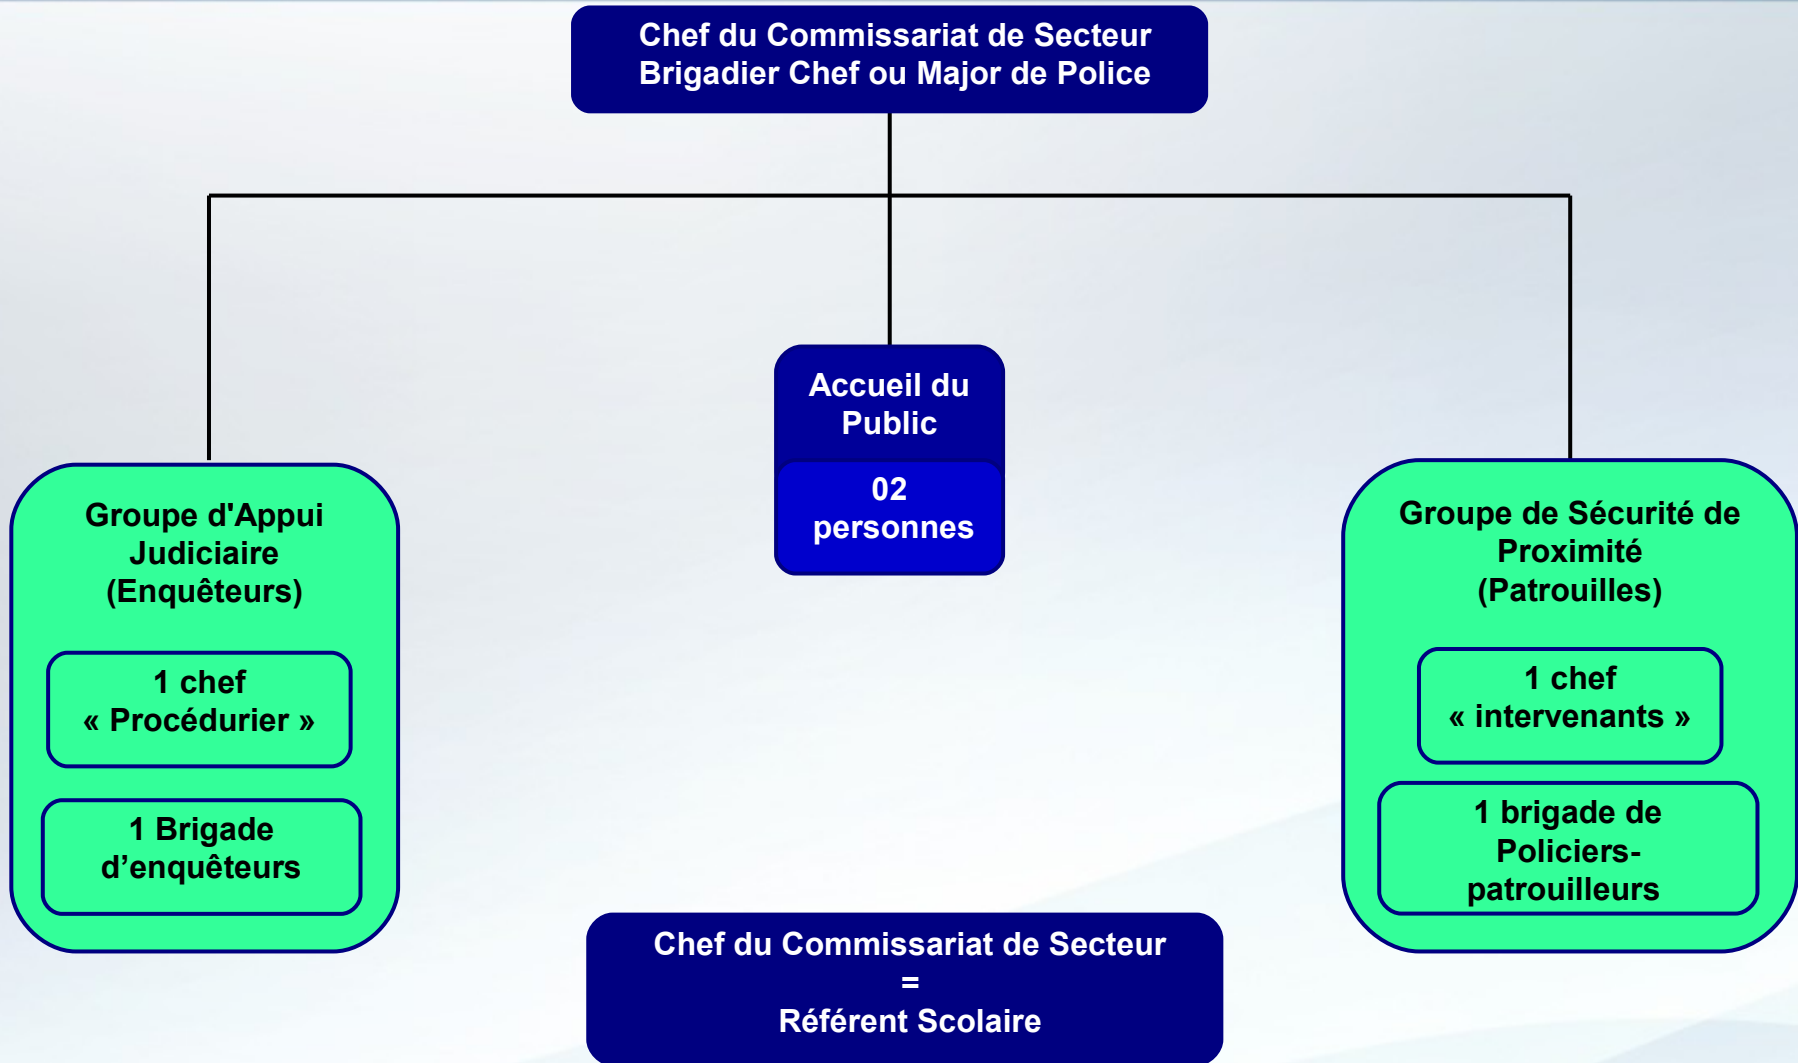 Chef du Commissariat de Secteur
Brigadier Chef ou Major de Police
Accueil du
Public
02
personnes
Groupe d'Appui
Judiciaire
(Enquêteurs)
1 chef
« Procédurier »
1 Brigade
d’enquêteurs
Groupe de Sécurité de
Proximité
(Patrouilles)
1 chef
« intervenants »
1 brigade de
Policiers-
patrouilleurs
Chef du Commissariat de Secteur
=
Référent Scolaire